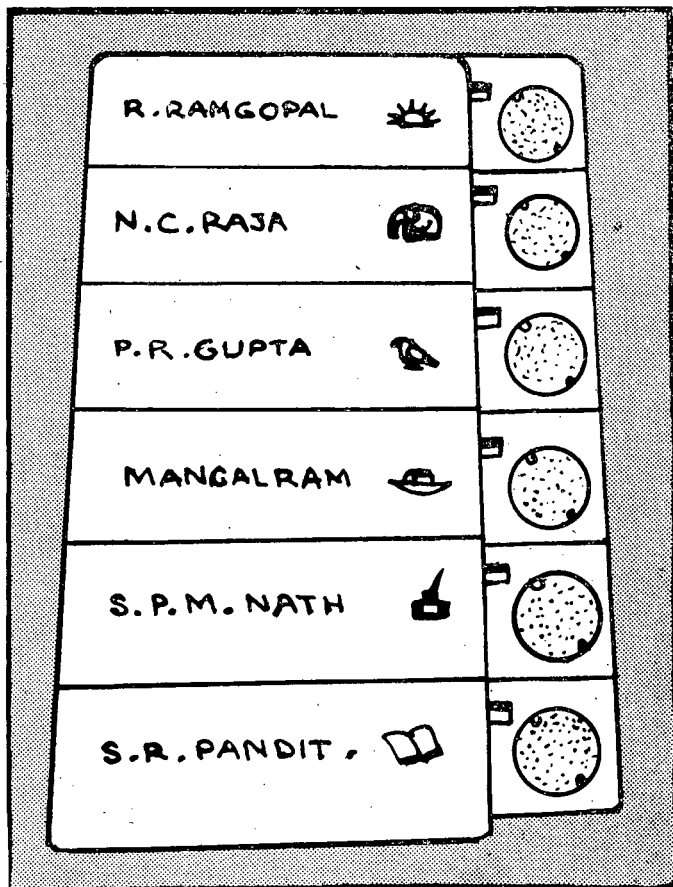 R.RAMGOPAL
N.C.RAJA
P.R.GUPTA
MANGALRAM
S.P.M.NATH
S.R.PANDIT.